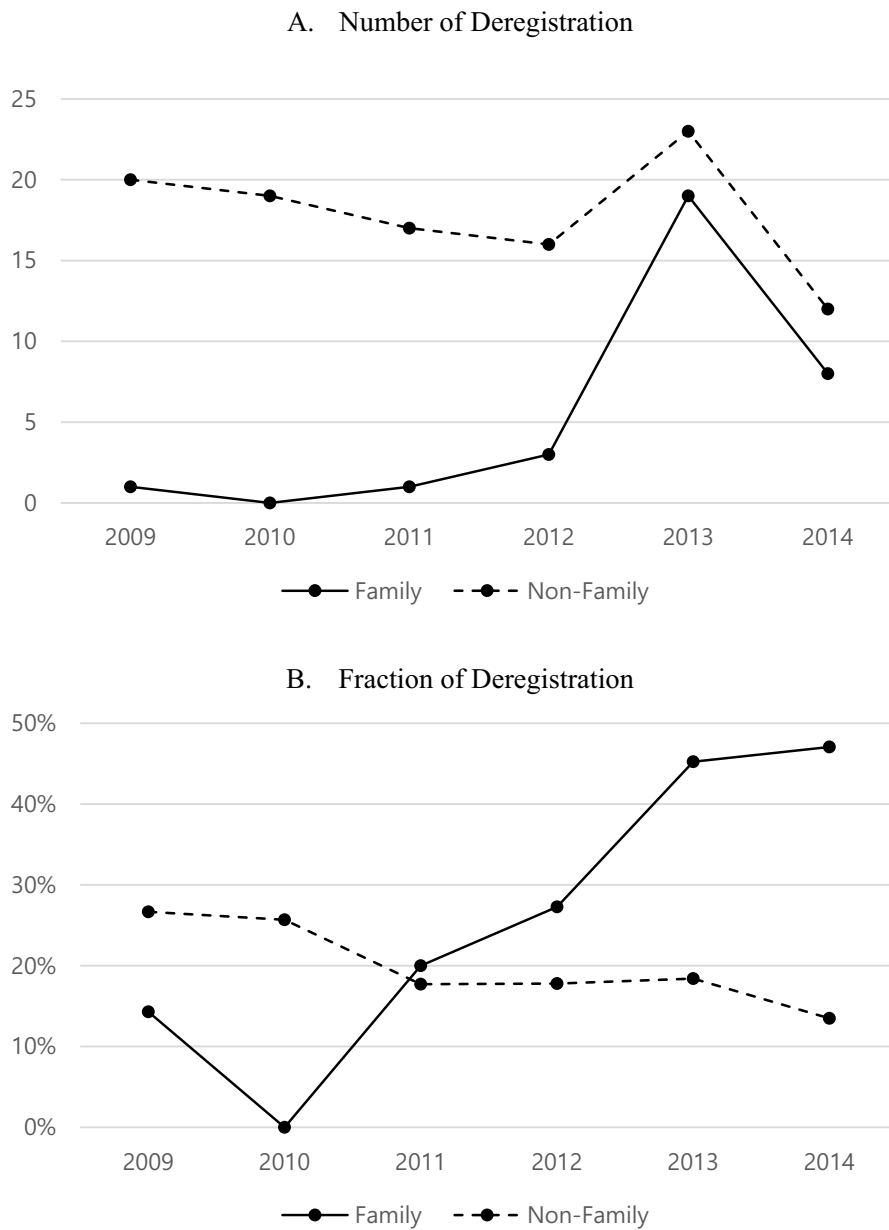 A. Number of Deregistration
25
20
15
10
5
0
2009 2010 2011 2012 2013 2014
Family Non-Family
B. Fraction of Deregistration
50%
40%
30%
20%
10%
0%
2009 2010 2011 2012 2013 2014
Family Non-Family